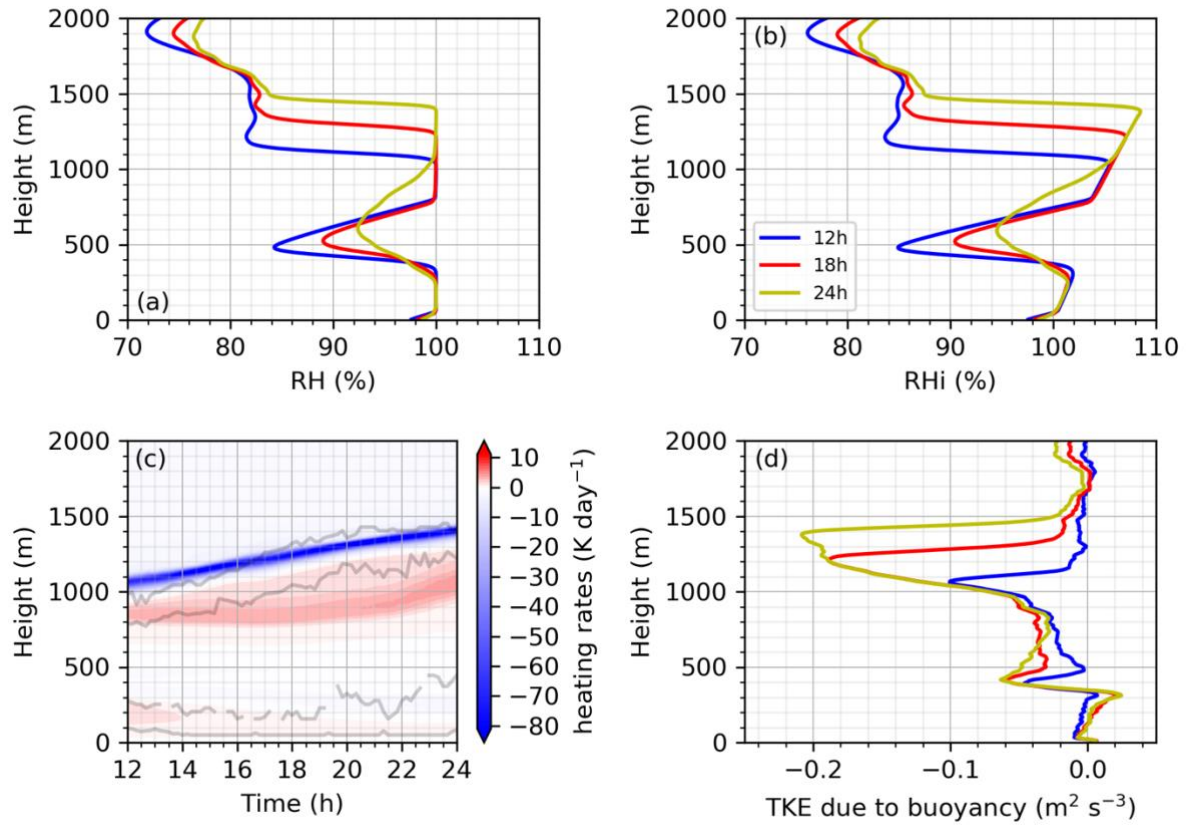 2000
1500
1000
500
0
Height (m)
(a)
70 80 90 100 110
RH (%)
2000
1500
1000
500
0
Height (m)
(b)
12h
18h
24h
70 80 90 100 110
RHi (%)
2000
1500
1000
500
0
Height (m)
(c)
12 14 16 18 20 22 24
Time (h)
10
0
−10
−20
−30
−40
−50
−60
−70
−80
heating rates (K day⁻¹)
2000
1500
1000
500
0
Height (m)
(d)
−0.2 −0.1 0.0
TKE due to buoyancy (m² s⁻³)